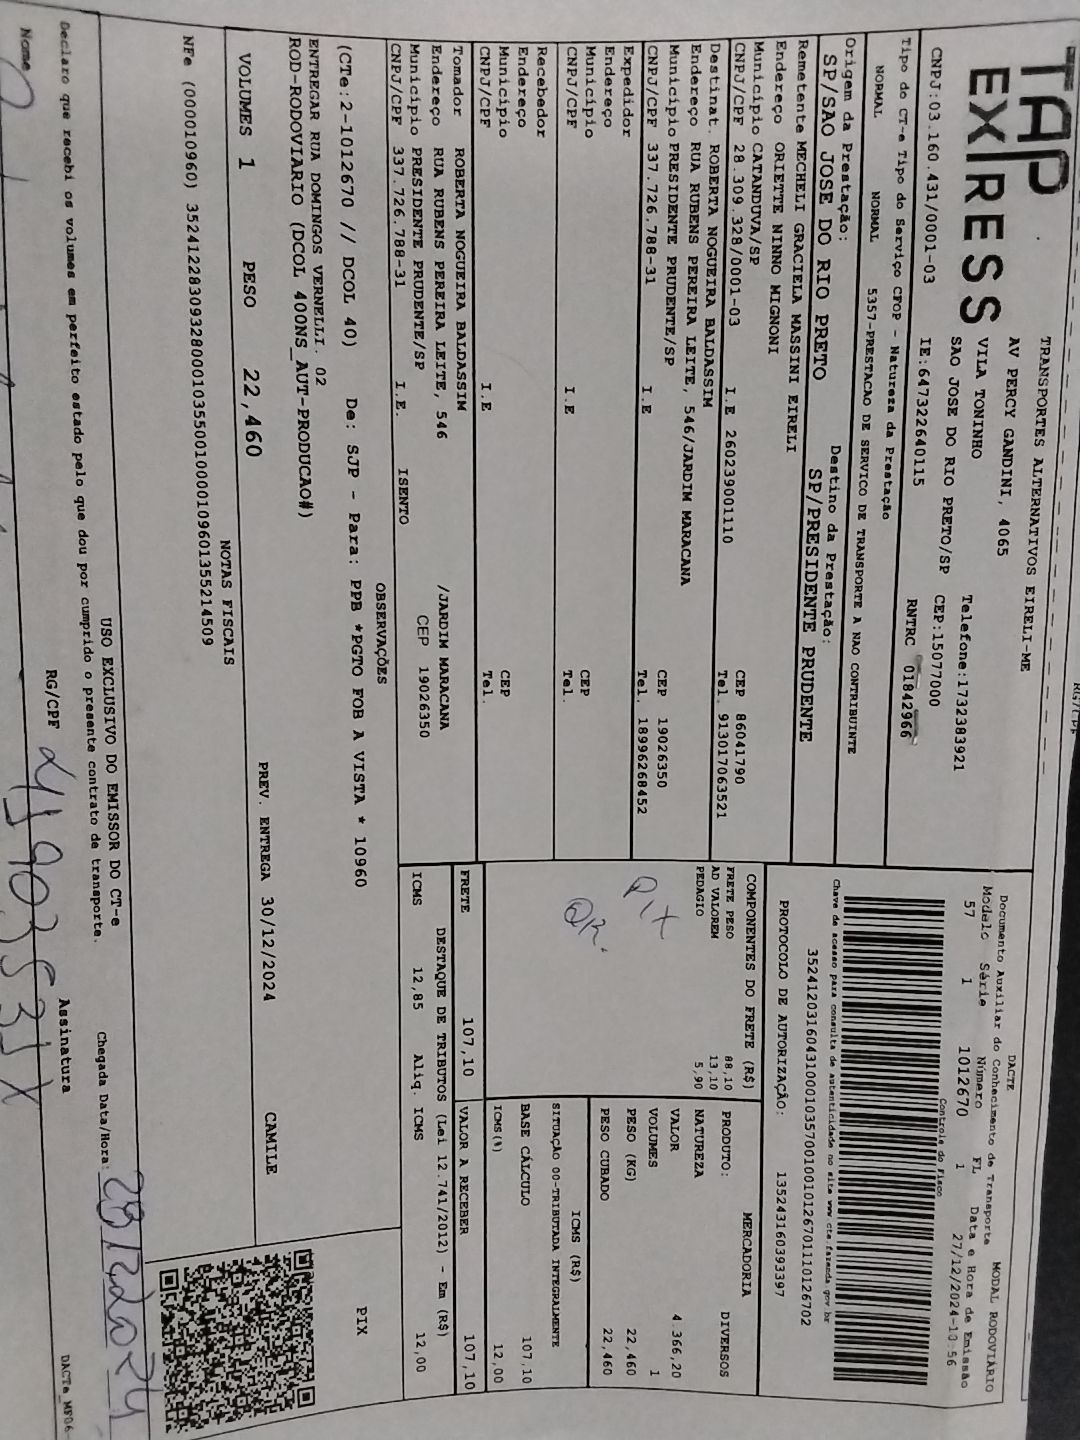 TAP
EXPRESS
TRANSPORTES ALTERNATIVOS EIRELI-ME
AV PERCY GANDINI, 4065
VILA TONINHO
SAO JOSE DO RIO PRETO/SP
Telefone:1732383921
CEP:15077000
CNPJ:03.160.431/0001-03 IE:647322640115 RNTRC 01842966
Tipo do CT-e Tipo do Serviço CFOP - Natureza da Prestação
NORMAL NORMAL 5357-PRESTACAO DE SERVICO DE TRANSPORTE A NAO CONTRIBUINTE
Origem da Prestação: Destino da Prestação:
SP/SAO JOSE DO RIO PRETO SP/PRESIDENTE PRUDENTE
Remetente MECHELI GRACIELA MASSINI EIRELI
Endereço ORIETTE NINNO MIGNONI
Município CATANDUVA/SP CEP 86041790
CNPJ/CPF 28.309.328/0001-03 I.E 260239001110 Tel 913017063521
Destinat. ROBERTA NOGUEIRA BALDASSIM
Endereço RUA RUBENS PEREIRA LEITE, 546/JARDIM MARACANA
Município PRESIDENTE PRUDENTE/SP CEP 19026350
CNPJ/CPF 337.726.788-31 I.E Tel. 18996268452
Expedidor
Endereço
Município CEP
CNPJ/CPF I.E Tel.
Recebedor
Endereço
Município CEP
CNPJ/CPF I.E Tel.
Tomador ROBERTA NOGUEIRA BALDASSIM
Endereço RUA RUBENS PEREIRA LEITE, 546 /JARDIM MARACANA
Município PRESIDENTE PRUDENTE/SP CEP 19026350
CNPJ/CPF 337.726.788-31 I.E. ISENTO
DACTE
Documento Auxiliar do Conhecimento de Transporte MODAL RODOVIÁRIO
Modelo Série Número FL Data e Hora de Emissão
57 1 1012670 1 27/12/2024-10:56
Controle do Fisco
Chave de acesso para consulta de autenticidade no site www.cte.fazenda.gov.br
35241203160431000103570010010126701110126702
PROTOCOLO DE AUTORIZAÇÃO: 135243160393397
COMPONENTES DO FRETE (R$)
FRETE PESO 88,10
AD VALOREM 13,10
PEDAGIO 5,90
PIX
MERCADORIA
PRODUTO: DIVERSOS
NATUREZA
VALOR 4.366,20
VOLUMES 1
PESO (KG) 22,460
PESO CUBADO 22,460
ICMS (R$)
SITUAÇÃO 00-TRIBUTADA INTEGRALMENTE
BASE CÁLCULO 107,10
ICMS(%) 12,00
FRETE 107,10 VALOR A RECEBER 107,10
DESTAQUE DE TRIBUTOS (Lei 12.741/2012) - Em (R$)
ICMS 12,85 Aliq. ICMS 12,00
OBSERVAÇÕES
(CTe:2-1012670 // DCOL 40) De: SJP - Para: PPB *PGTO FOB A VISTA * 10960
ENTREGAR RUA DOMINGOS VERNELLI. 02
ROD-RODOVIARIO (DCOL 40ONS_AUT-PRODUCAO#)
PIX
VOLUMES 1 PESO 22,460 PREV. ENTREGA 30/12/2024 CAMILE
NOTAS FISCAIS
NFe (000010960) 35241228309328000103550010000109601355214509
USO EXCLUSIVO DO EMISSOR DO CT-e
Declaro que recebi os volumes em perfeito estado pelo que dou por cumprido o presente contrato de transporte.
Chegada Data/Hora:
Nome RG/CPF Assinatura
DACTe_MF06-